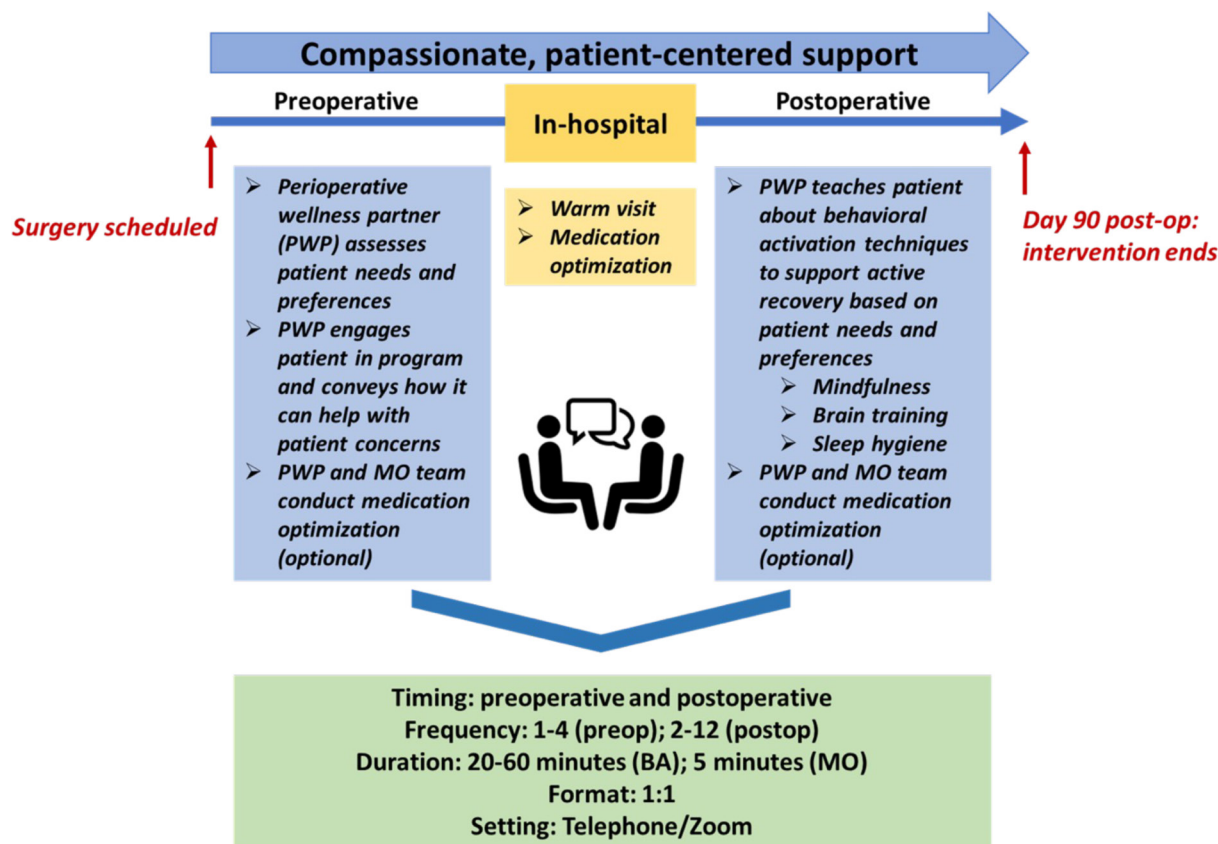 Compassionate, patient-centered support
Preoperative
In-hospital
Postoperative
Surgery scheduled
➢ Perioperative
wellness partner
(PWP) assesses
patient needs and
preferences
➢ PWP engages
patient in program
and conveys how it
can help with
patient concerns
➢ PWP and MO team
conduct medication
optimization
(optional)
➢ Warm visit
➢ Medication
optimization
➢ PWP teaches patient
about behavioral
activation techniques
to support active
recovery based on
patient needs and
preferences
➢ Mindfulness
➢ Brain training
➢ Sleep hygiene
➢ PWP and MO team
conduct medication
optimization
(optional)
Day 90 post-op:
intervention ends
Timing: preoperative and postoperative
Frequency: 1-4 (preop); 2-12 (postop)
Duration: 20-60 minutes (BA); 5 minutes (MO)
Format: 1:1
Setting: Telephone/Zoom